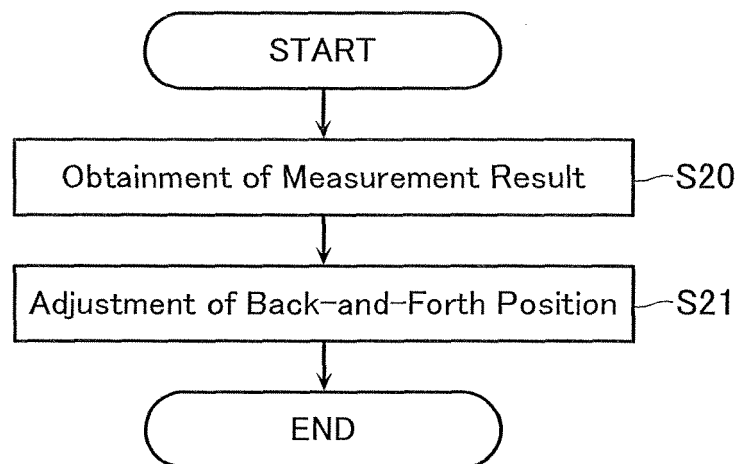 START
Obtainment of Measurement Result
S20
Adjustment of Back-and-Forth Position
S21
END